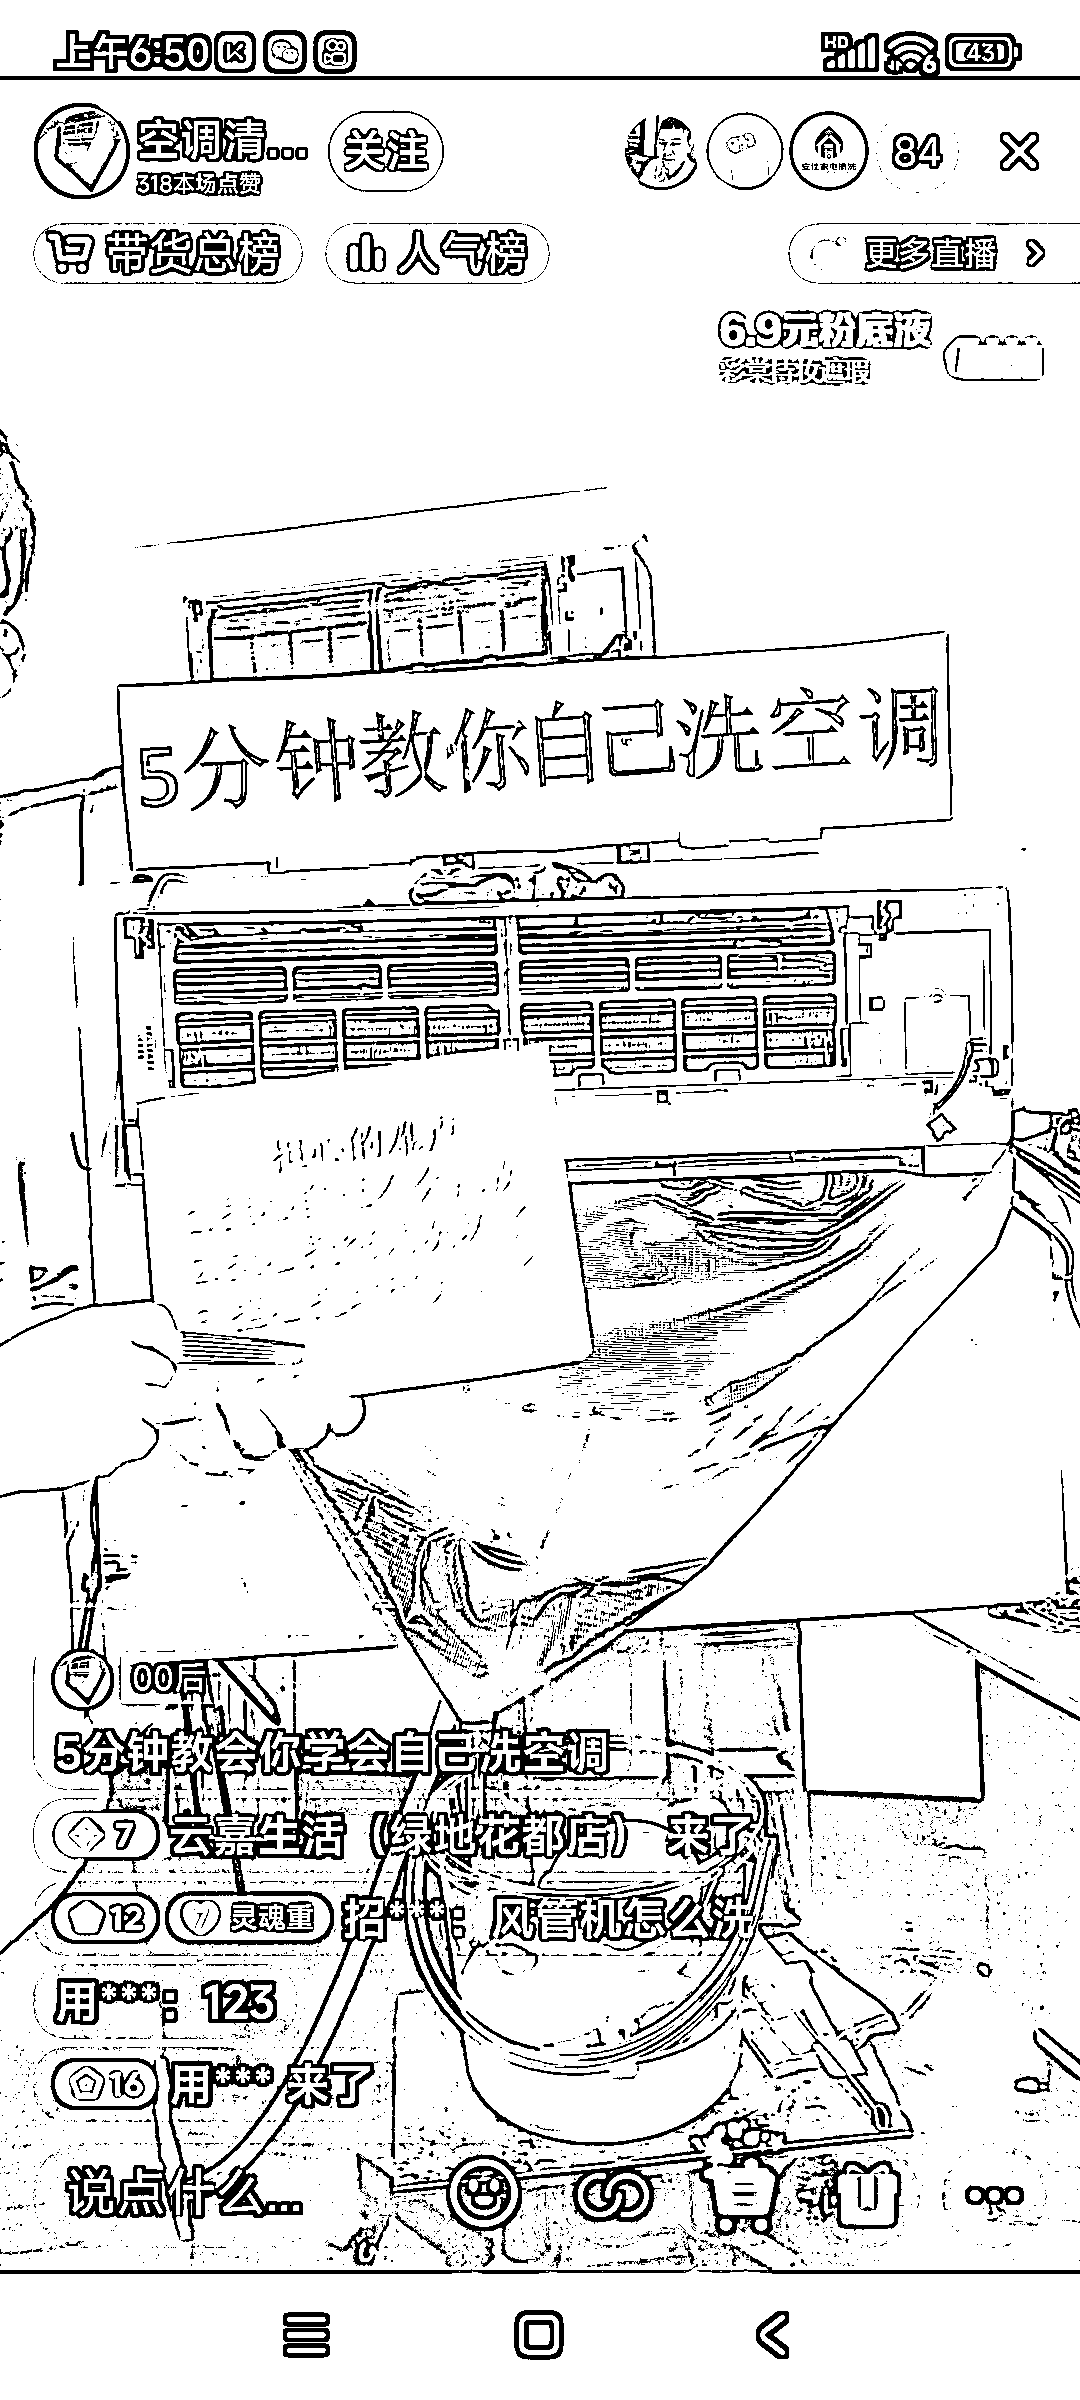 上午6:50
HD
6
43
空调清...
318本场点赞
关注
84
带货总榜
人气榜
更多直播
6.9元粉底液
5分钟教你自己洗空调
00后
5分钟教会你学会自己洗空调
7 云嘉生活（绿地花都店） 来了
12 7 灵魂重 招***： 风管机怎么洗
用***：123
16 用*** 来了
说点什么...